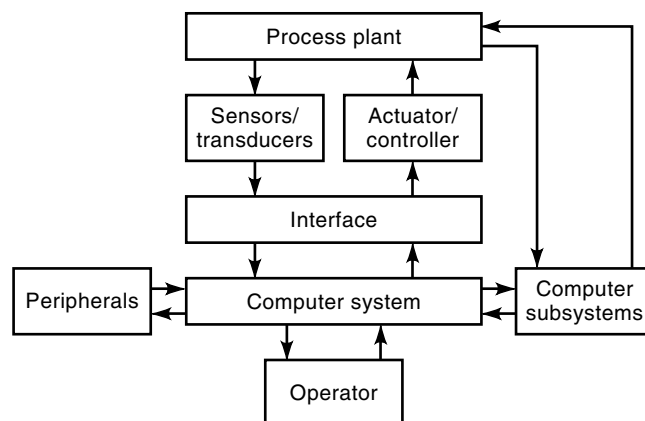 Process plant
Sensors/
transducers
Actuator/
controller
Interface
Peripherals
Computer system
Computer
subsystems
Operator